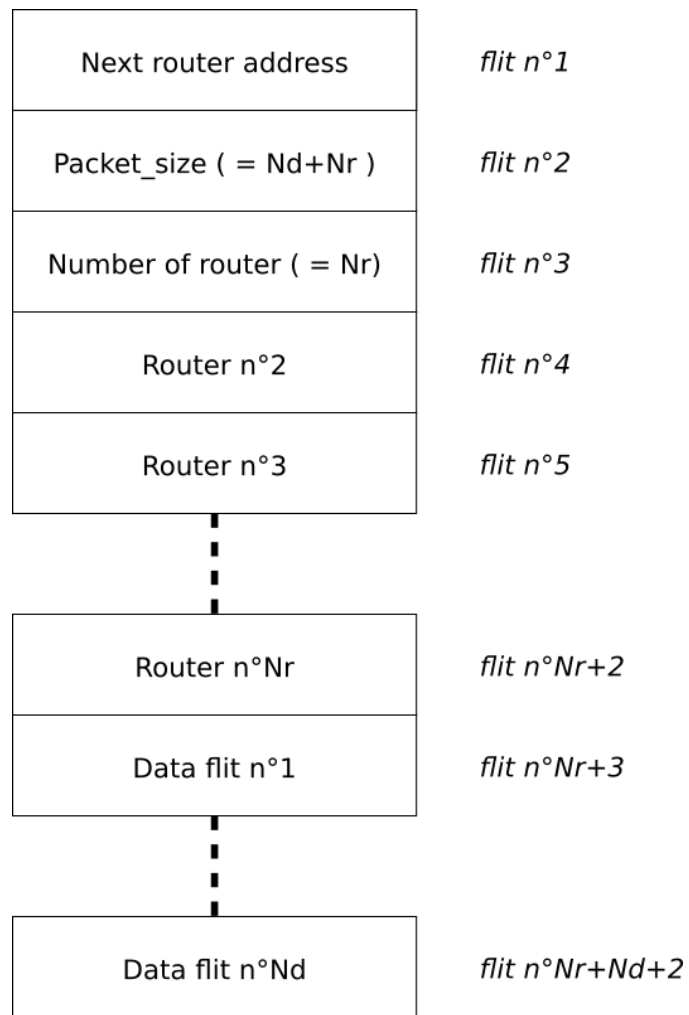 Next router address flit n°1
Packet_size ( = Nd+Nr ) flit n°2
Number of router ( = Nr) flit n°3
Router n°2 flit n°4
Router n°3 flit n°5
Router n°Nr flit n°Nr+2
Data flit n°1 flit n°Nr+3
Data flit n°Nd flit n°Nr+Nd+2